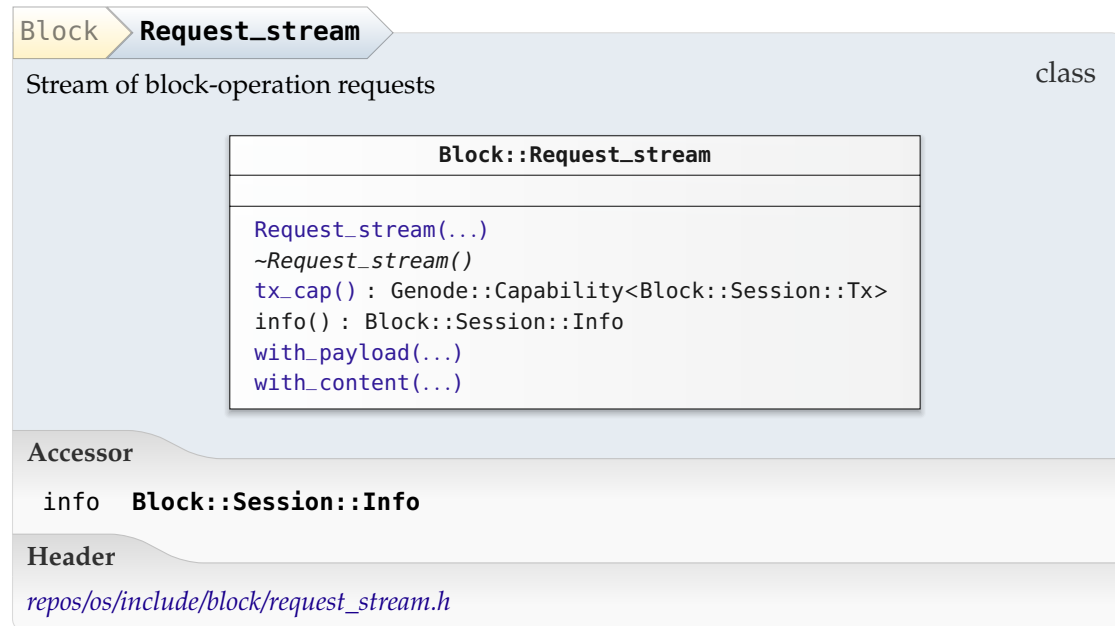 Block Request_stream
class
Stream of block-operation requests
Block::Request_stream
Request_stream(...)
~Request_stream()
tx_cap() : Genode::Capability<Block::Session::Tx>
info() : Block::Session::Info
with_payload(...)
with_content(...)
Accessor
info Block::Session::Info
Header
repos/os/include/block/request_stream.h